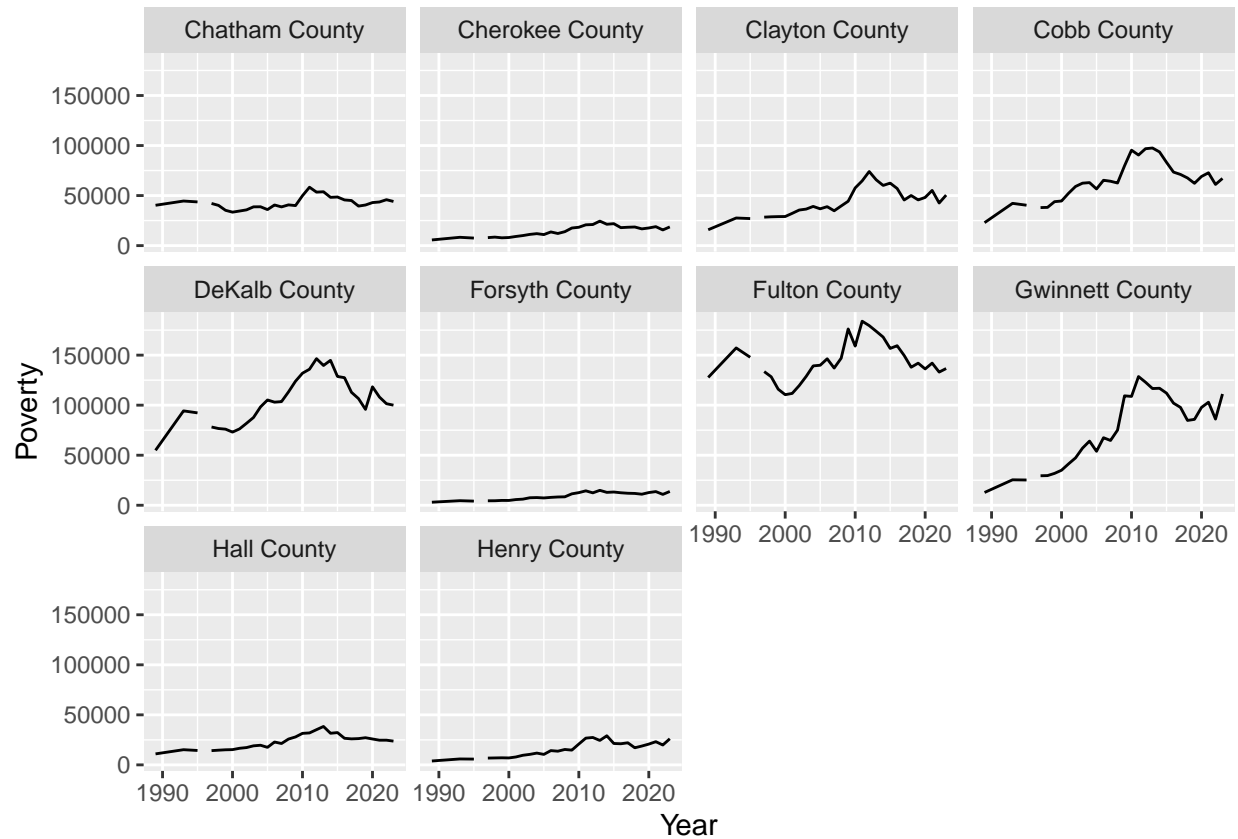 Chatham County
Cherokee County
Clayton County
Cobb County
150000
100000
50000
0
DeKalb County
Forsyth County
Fulton County
Gwinnett County
150000
100000
50000
0
1990 2000 2010 2020
1990 2000 2010 2020
Hall County
Henry County
150000
100000
50000
0
1990 2000 2010 2020
1990 2000 2010 2020
Poverty
Year